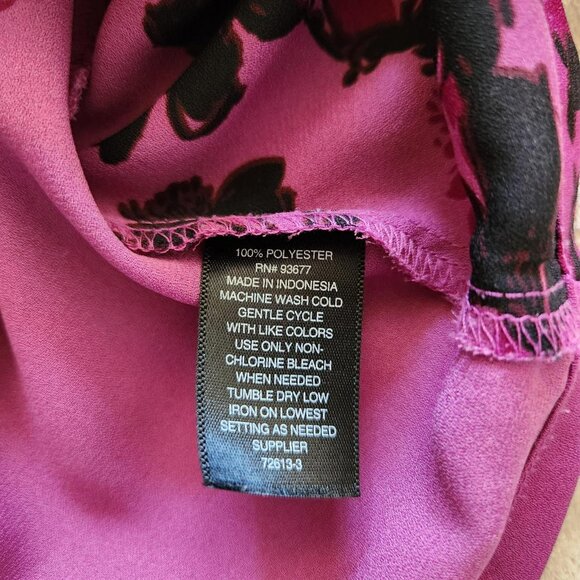 100% POLYESTER
RN# 93677
MADE IN INDONESIA
MACHINE WASH COLD
GENTLE CYCLE
WITH LIKE COLORS
USE ONLY NON-
CHLORINE BLEACH
WHEN NEEDED
TUMBLE DRY LOW
IRON ON LOWEST
SETTING AS NEEDED
SUPPLIER
72613-3